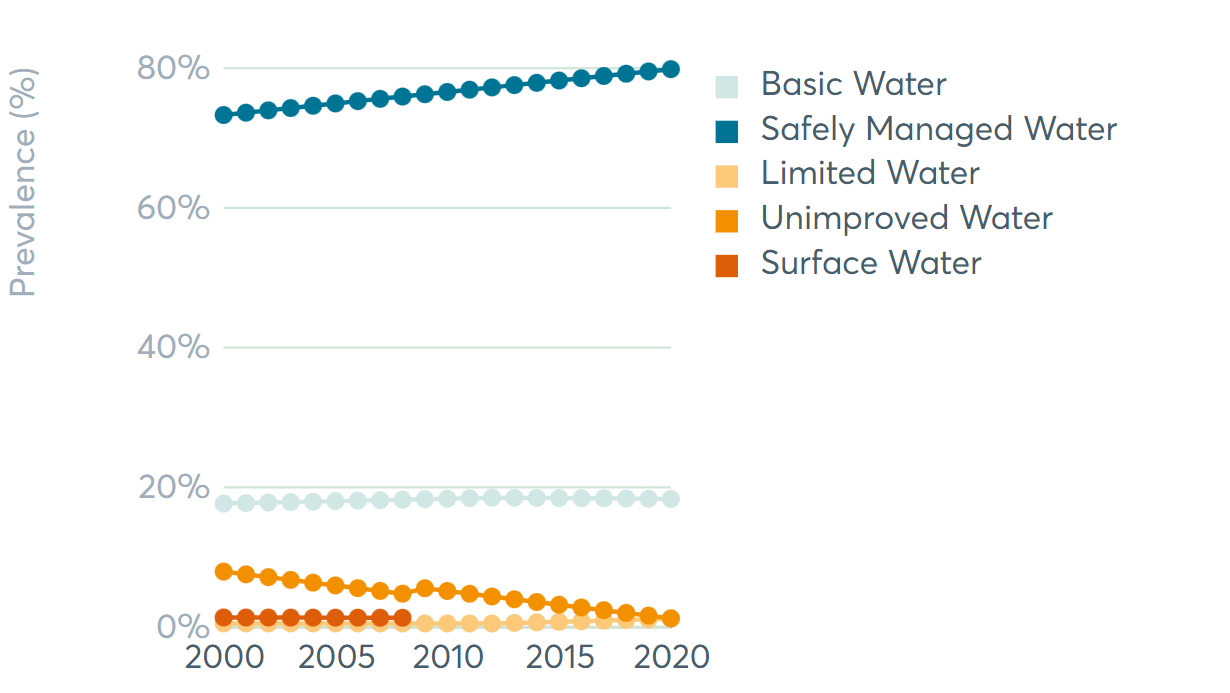 Prevalence (%)
80%
60%
40%
20%
0%
2000 2005 2010 2015 2020
Basic Water
Safely Managed Water
Limited Water
Unimproved Water
Surface Water